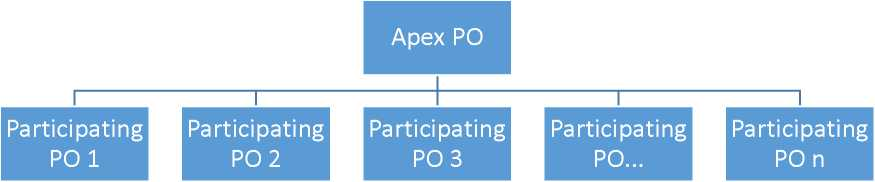 Apex PO
Participating
PO 1
Participating
PO 2
Participating
PO 3
Participating
PO...
Participating
PO n